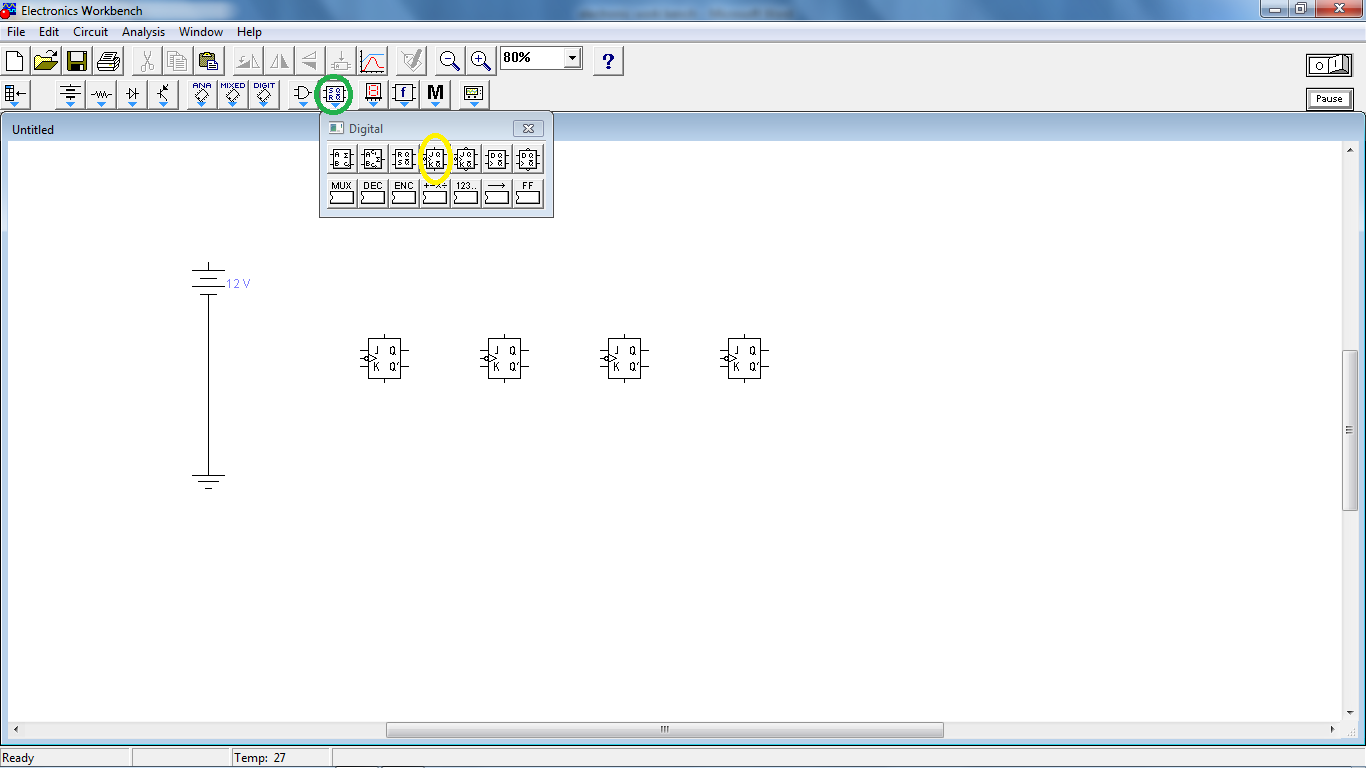 Electronics Workbench
File Edit Circuit Analysis Window Help
80% ?
ANA MIXED DIGIT f M
Pause
Untitled
Digital
MUX DEC ENC +-×÷ 123.. FF
12 V
J Q J Q J Q J Q
K Q' K Q' K Q' K Q'
Ready Temp: 27